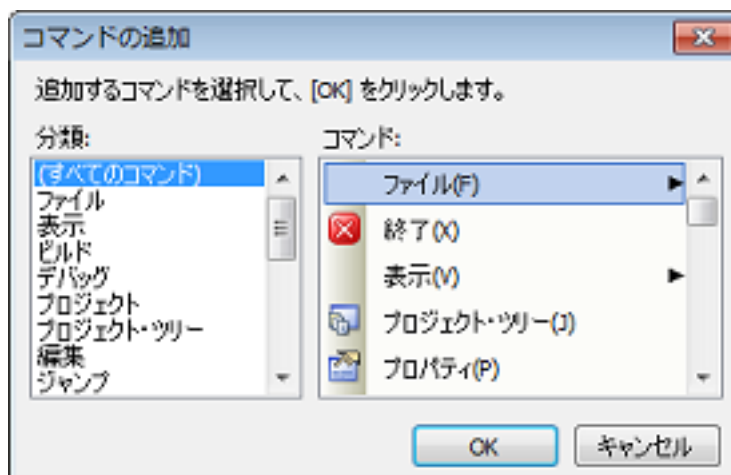 コマンドの追加
追加するコマンドを選択して、[OK] をクリックします。
分類:
(すべてのコマンド)
ファイル
表示
ビルド
デバッグ
プロジェクト
プロジェクト・ツリー
編集
ジャンプ
コマンド:
ファイル(F)
終了(X)
表示(V)
プロジェクト・ツリー(J)
プロパティ(P)
OK
キャンセル